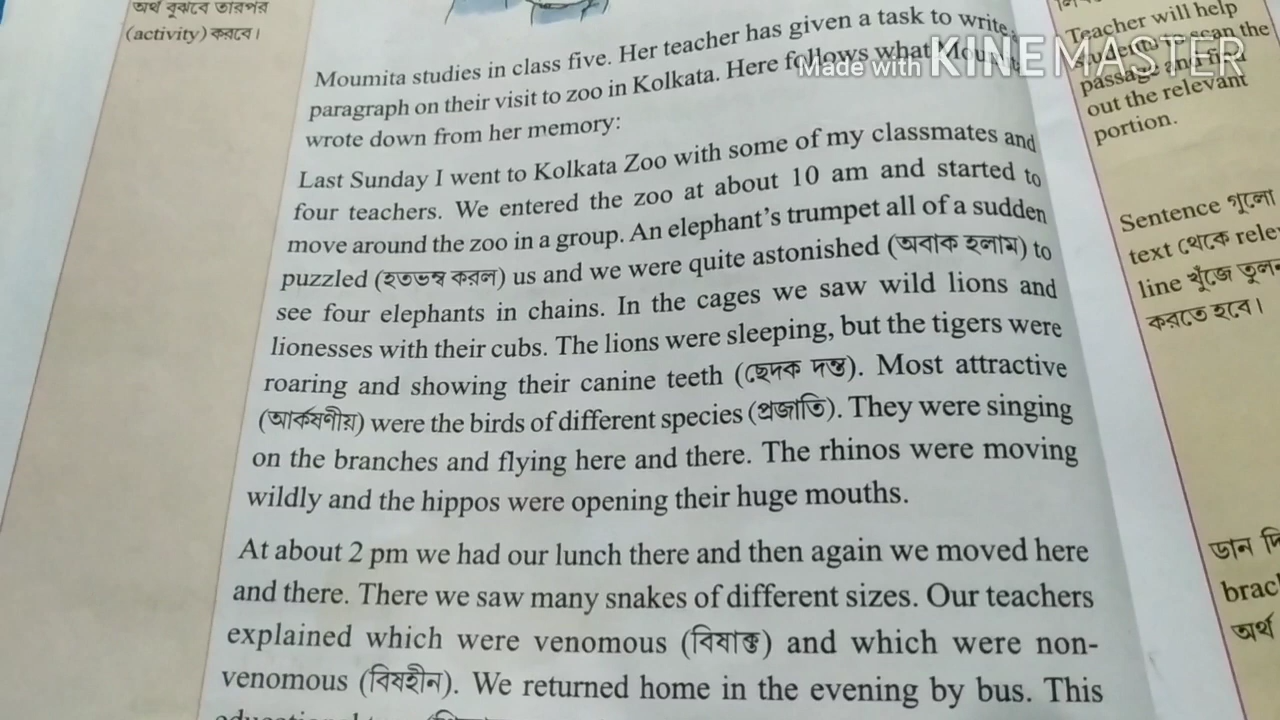 অর্থ বুঝবে তারপর
(activity) করবে।
Moumita studies in class five. Her teacher has given a task to write
paragraph on their visit to zoo in Kolkata. Here follows what
wrote down from her memory:
Last Sunday I went to Kolkata Zoo with some of my classmates and
four teachers. We entered the zoo at about 10 am and started to
move around the zoo in a group. An elephant's trumpet all of a sudden
puzzled (হতভম্ব করল) us and we were quite astonished (অবাক হলাম) to
see four elephants in chains. In the cages we saw wild lions and
lionesses with their cubs. The lions were sleeping, but the tigers were
roaring and showing their canine teeth (ছেদক দন্ত). Most attractive
(আর্কষণীয়) were the birds of different species (প্রজাতি). They were singing
on the branches and flying here and there. The rhinos were moving
wildly and the hippos were opening their huge mouths.
At about 2 pm we had our lunch there and then again we moved here
and there. There we saw many snakes of different sizes. Our teachers
explained which were venomous (বিষাক্ত) and which were non-
venomous (বিষহীন). We returned home in the evening by bus. This
Made with KINEMASTER
Teacher will help
students to scan the
passage and find
out the relevant
portion.
Sentence গুলো
text থেকে
line খুঁজে
করতে হবে।
ডান
অর্থ